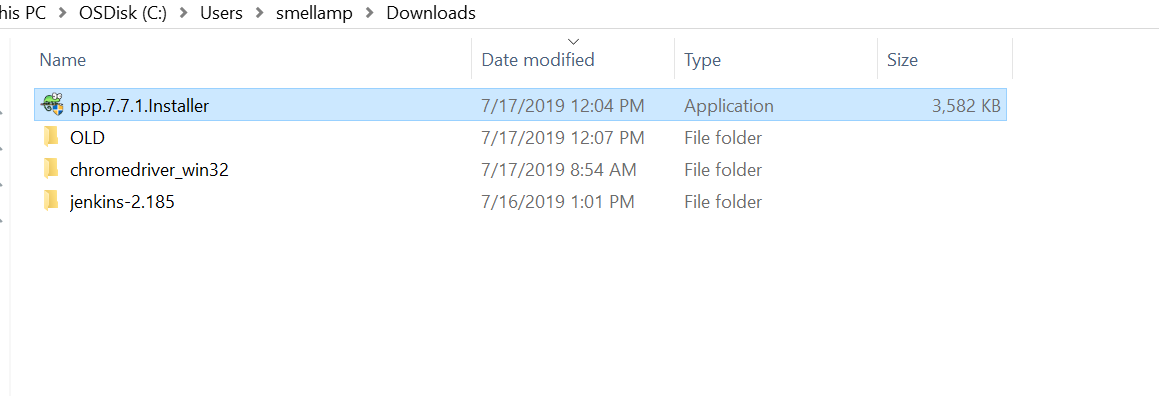 his PC > OSDisk (C:) > Users > smellamp > Downloads
Name Date modified Type Size
npp.7.7.1.Installer 7/17/2019 12:04 PM Application 3,582 KB
OLD 7/17/2019 12:07 PM File folder
chromedriver_win32 7/17/2019 8:54 AM File folder
jenkins-2.185 7/16/2019 1:01 PM File folder